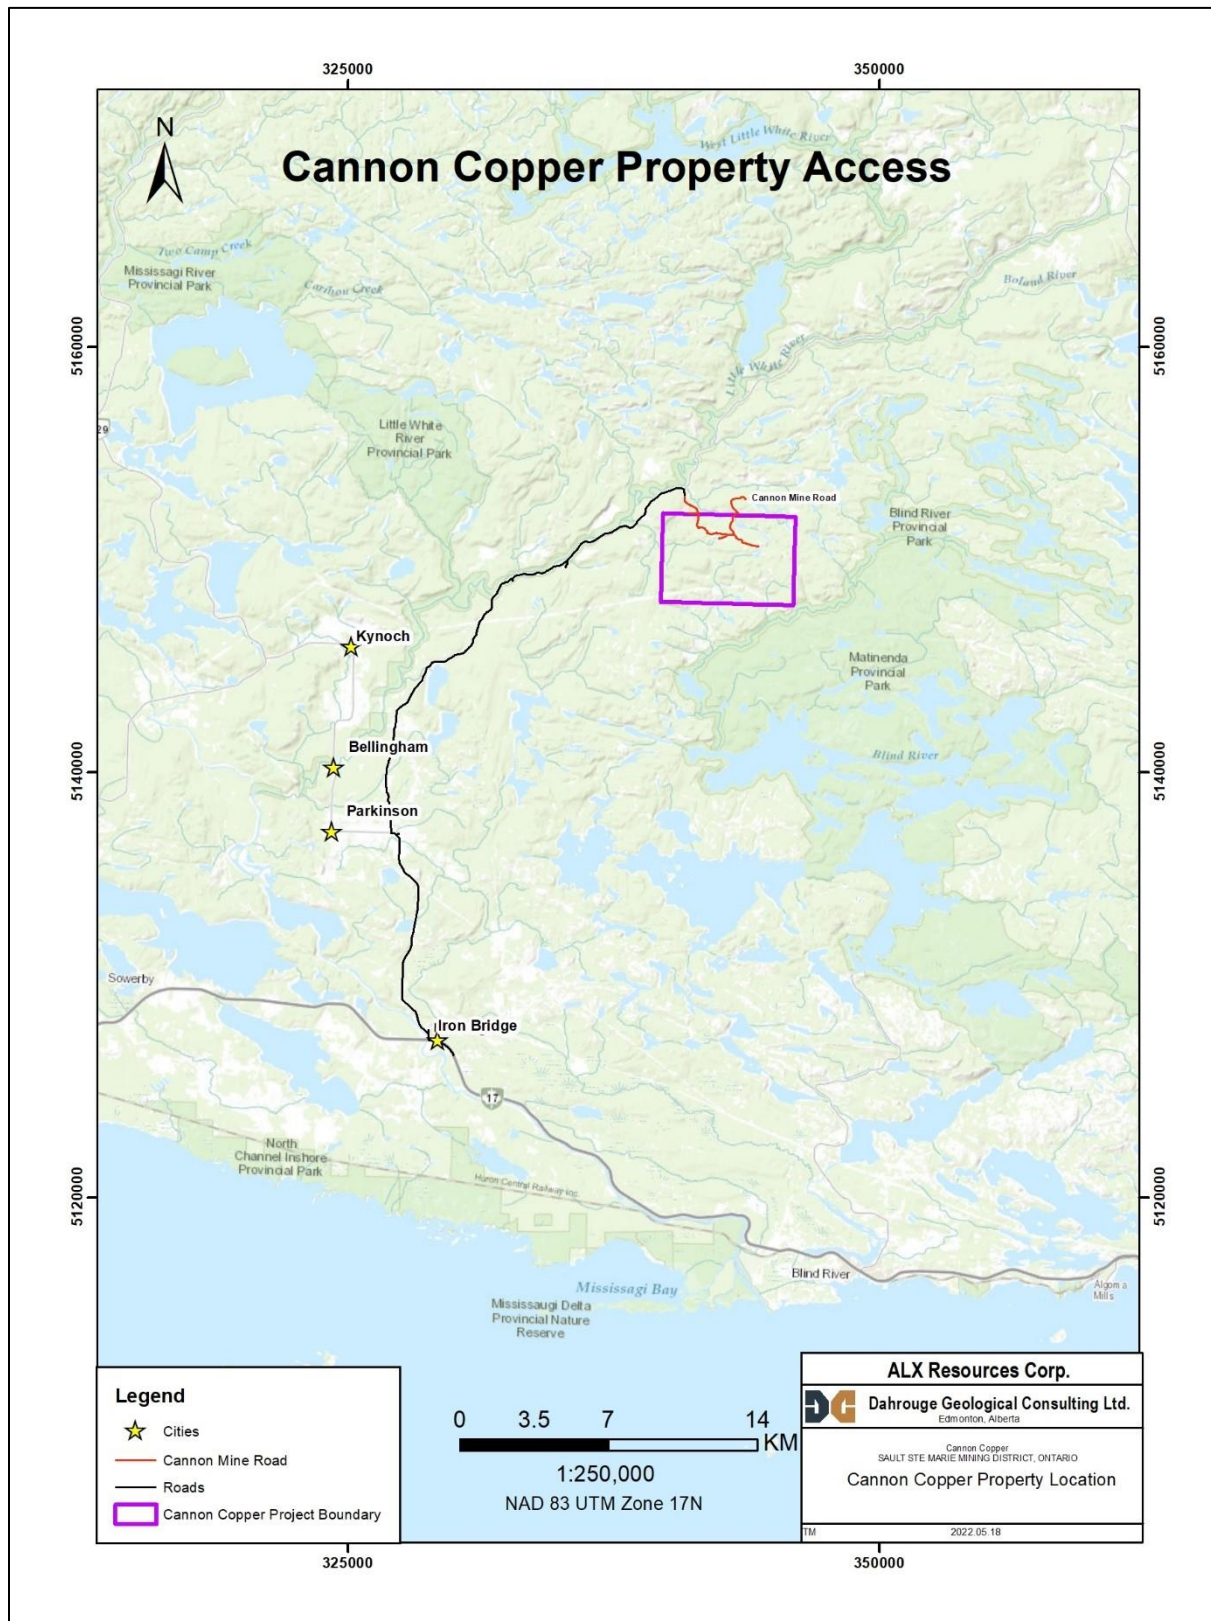 325000
350000
N
Cannon Copper Property Access
West Little White River
Two Camp Creek
Mississagi River
Provincial Park
Caribou Creek
Boland River
5160000
5160000
Little White River
29
Little White
River
Provincial Park
Cannon Mine Road
Blind River
Provincial
Park
Kynoch
Matinenda
Provincial
Park
Bellingham
Blind River
5140000
5140000
Parkinson
Sowerby
Iron Bridge
17
North
Channel Inshore
Provincial Park
Huron Central Railway Inc.
5120000
5120000
Blind River
Mississagi Bay
Algoma
Mills
Mississaugi Delta
Provincial Nature
Reserve
Legend
Cities
Cannon Mine Road
Roads
Cannon Copper Project Boundary
0 3.5 7 14
KM
1:250,000
NAD 83 UTM Zone 17N
ALX Resources Corp.
DG Dahrouge Geological Consulting Ltd.
Edmonton, Alberta
Cannon Copper
SAULT STE MARIE MINING DISTRICT, ONTARIO
Cannon Copper Property Location
TM 2022.05.18
325000
350000